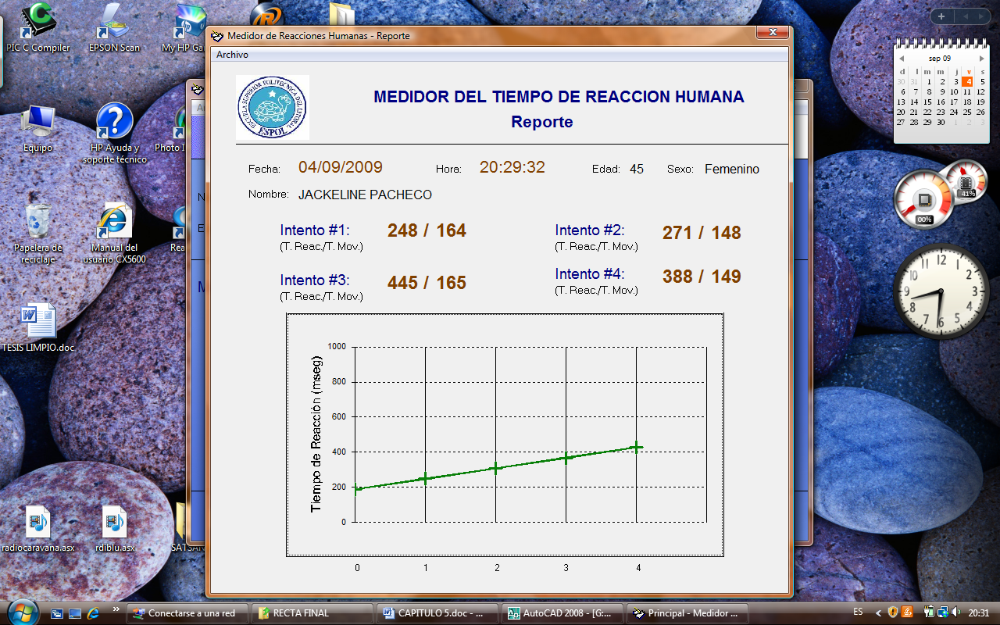 PIC C Compiler
EPSON Scan
My HP Ga
Equipo
HP Ayuda y
soporte técnico
Photo I
Papelera de
reciclaje
Manual del
usuario CX5600
Rea
TESIS LIMPIO.doc
radiocaravana.asx
rdiblu.asx
SATSAN
Medidor de Reacciones Humanas - Reporte
Archivo
ESCUELA SUPERIOR POLITECNICA DEL LITORAL
ESPOL
MEDIDOR DEL TIEMPO DE REACCION HUMANA
Reporte
Fecha: 04/09/2009 Hora: 20:29:32 Edad: 45 Sexo: Femenino
Nombre: JACKELINE PACHECO
Intento #1: 248 / 164
(T. Reac./T. Mov.)
Intento #2: 271 / 148
(T. Reac./T. Mov.)
Intento #3: 445 / 165
(T. Reac./T. Mov.)
Intento #4: 388 / 149
(T. Reac./T. Mov.)
Tiempo de Reacción (mseg)
1000
800
600
400
200
0
0 1 2 3 4
sep 09
d l m m j v s
30 31 1 2 3 4 5
6 7 8 9 10 11 12
13 14 15 16 17 18 19
20 21 22 23 24 25 26
27 28 29 30 1 2 3
41%
00%
12 1 2 3 4 5 6 7 8 9 10 11
Conectarse a una red
RECTA FINAL
CAPITULO 5.doc - ...
AutoCAD 2008 - [G:...
Principal - Medidor ...
ES
20:31